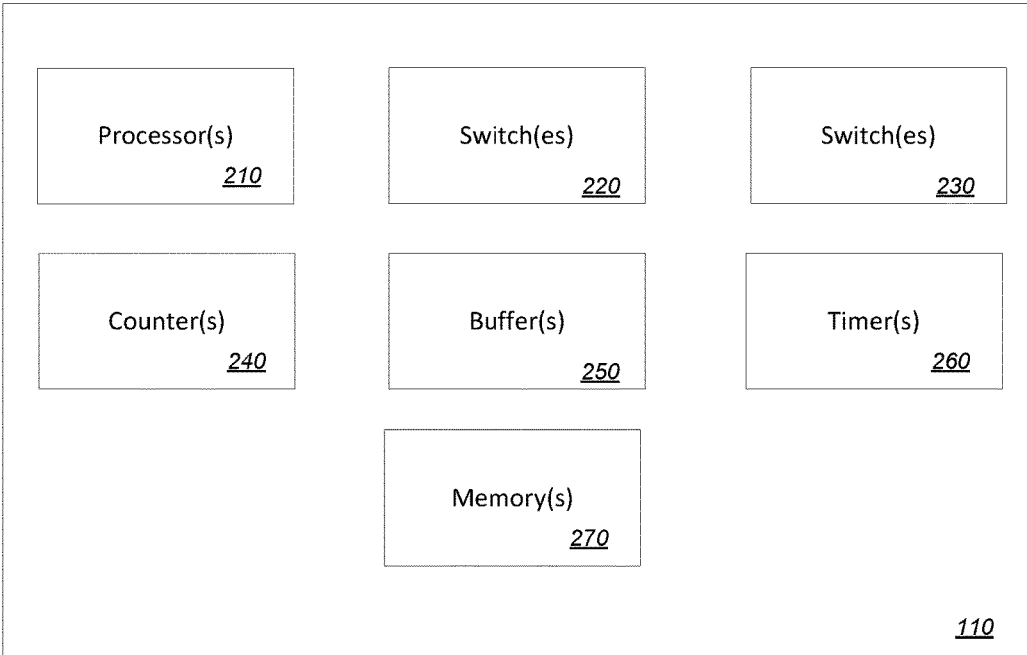 Processor(s)
210
Switch(es)
220
Switch(es)
230
Counter(s)
240
Buffer(s)
250
Timer(s)
260
Memory(s)
270
110